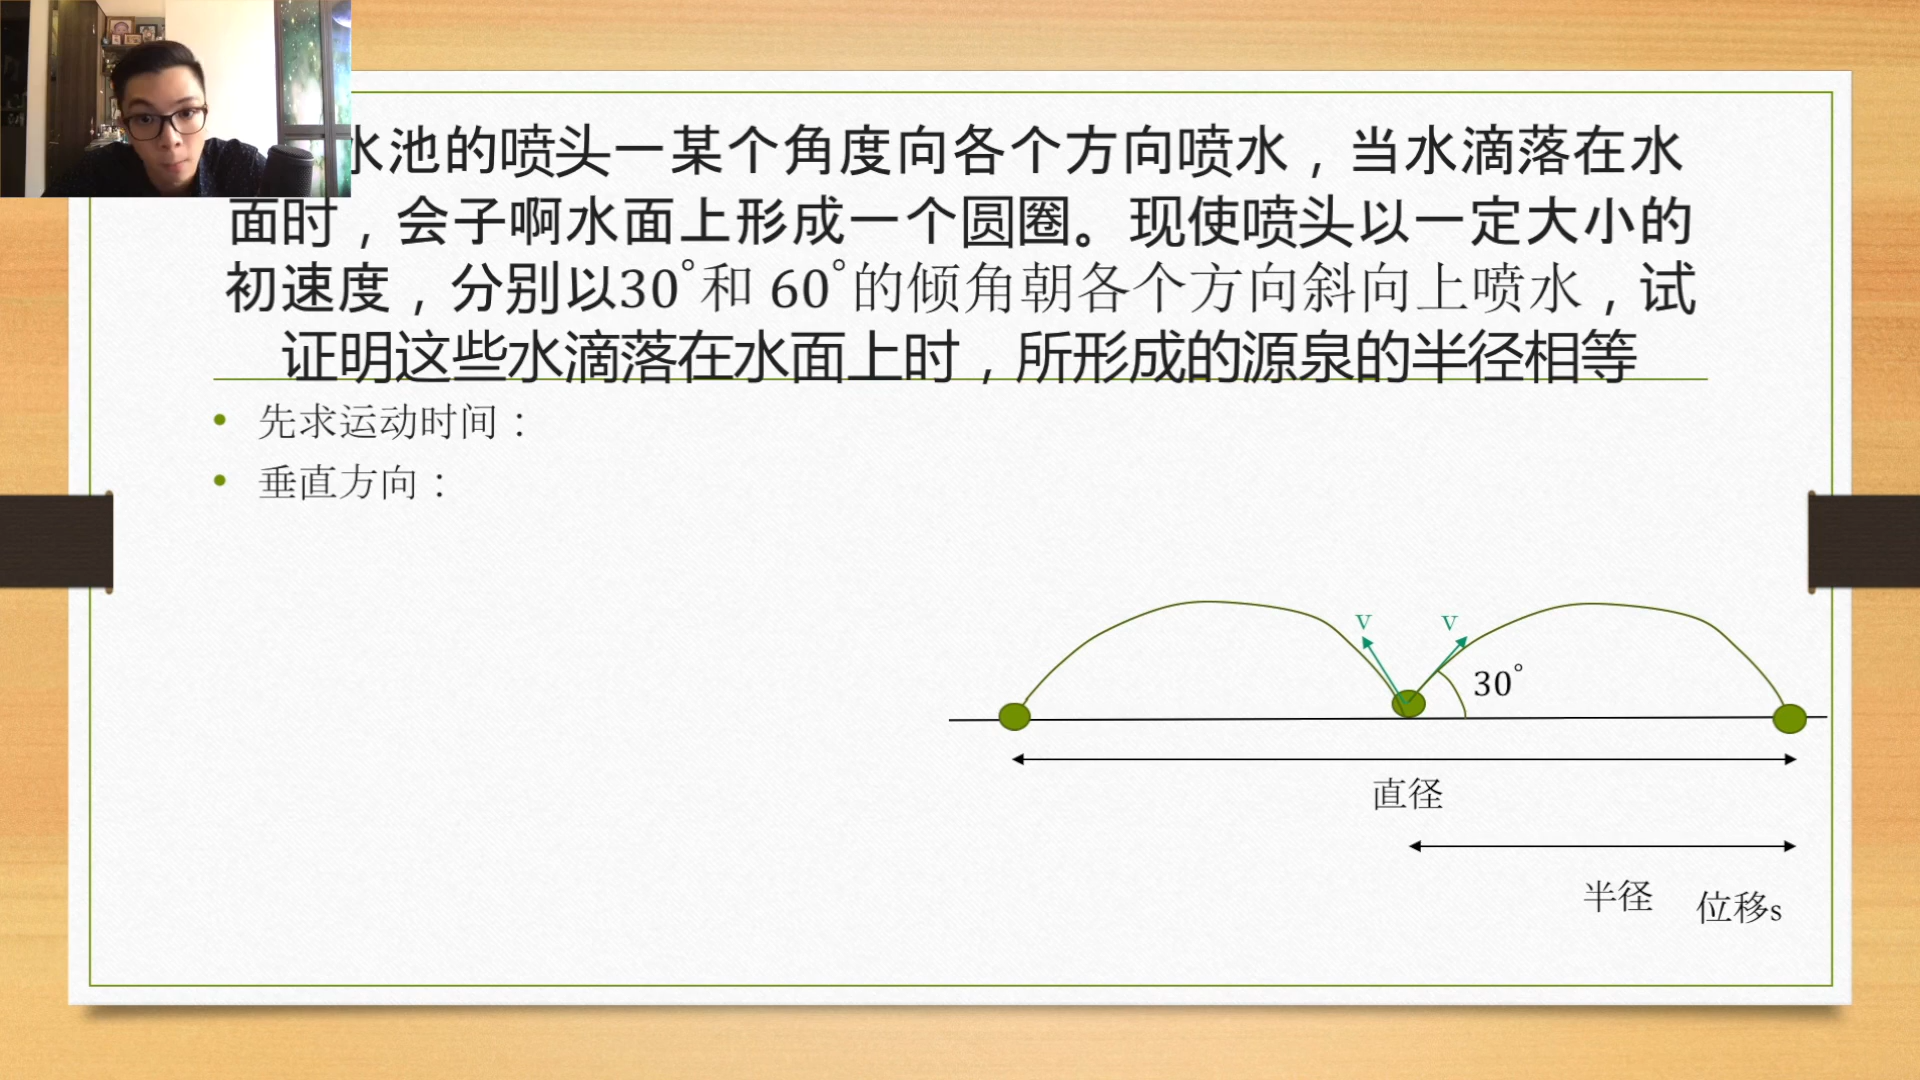 水池的喷头一某个角度向各个方向喷水，当水滴落在水
面时，会子啊水面上形成一个圆圈。现使喷头以一定大小的
初速度，分别以30°和 60°的倾角朝各个方向斜向上喷水，试
证明这些水滴落在水面上时，所形成的源泉的半径相等
• 先求运动时间：
• 垂直方向：
v
v
30°
直径
半径
位移s